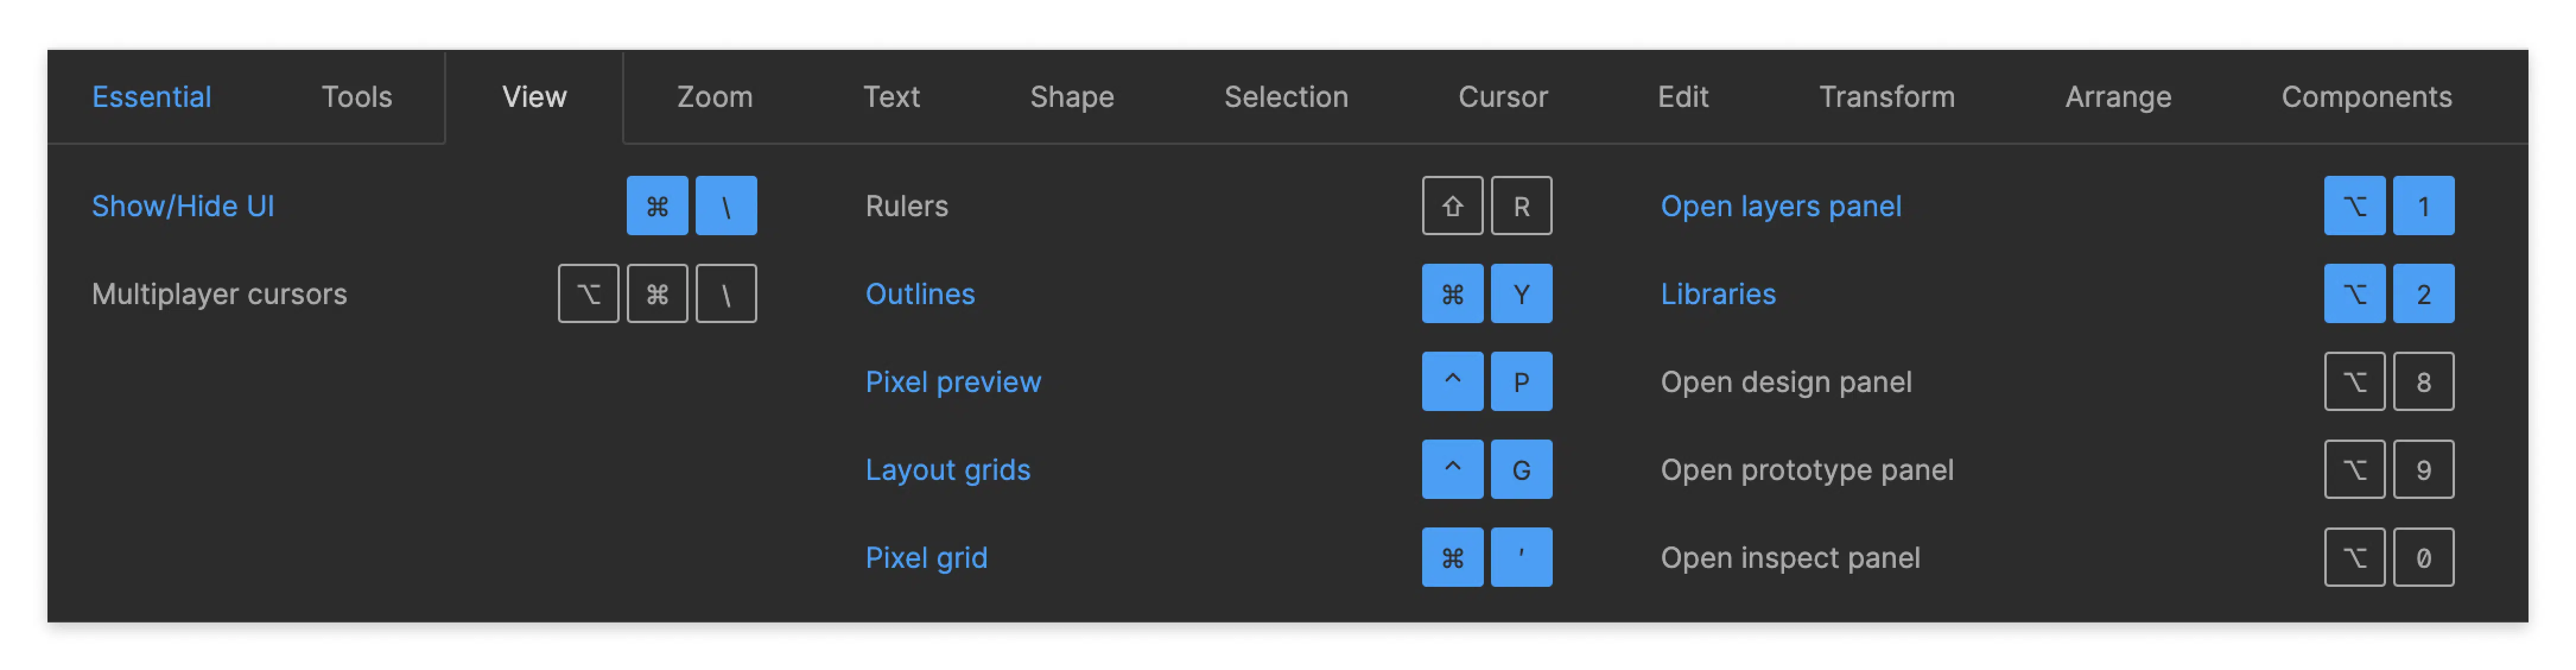 Essential Tools View Zoom Text Shape Selection Cursor Edit Transform Arrange Components
Show/Hide UI ⌘ \
Multiplayer cursors ⌥ ⌘ \
Rulers ⇧ R
Outlines ⌘ Y
Pixel preview ^ P
Layout grids ^ G
Pixel grid ⌘ '
Open layers panel ⌥ 1
Libraries ⌥ 2
Open design panel ⌥ 8
Open prototype panel ⌥ 9
Open inspect panel ⌥ 0